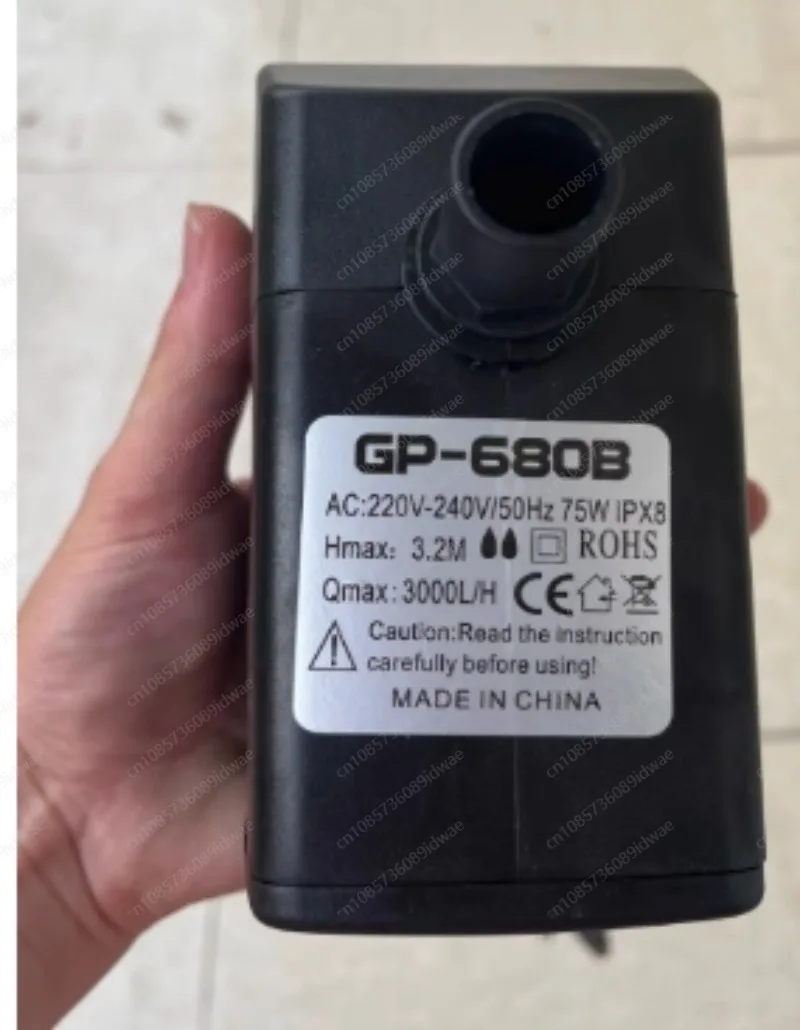 GP-680B
AC:220V-240V/50Hz 75W IPX8
Hmax: 3.2M ROHS
Qmax: 3000L/H CE
Caution:Read the instruction
carefully before using!
MADE IN CHINA
cn1085736089idwae